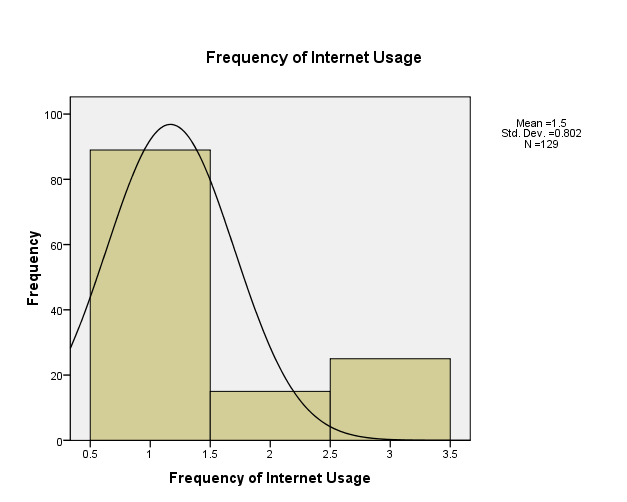 Frequency of Internet Usage
Mean =1.5
Std. Dev. =0.802
N =129
100
80
60
40
20
0
Frequency
0.5 1 1.5 2 2.5 3 3.5
Frequency of Internet Usage